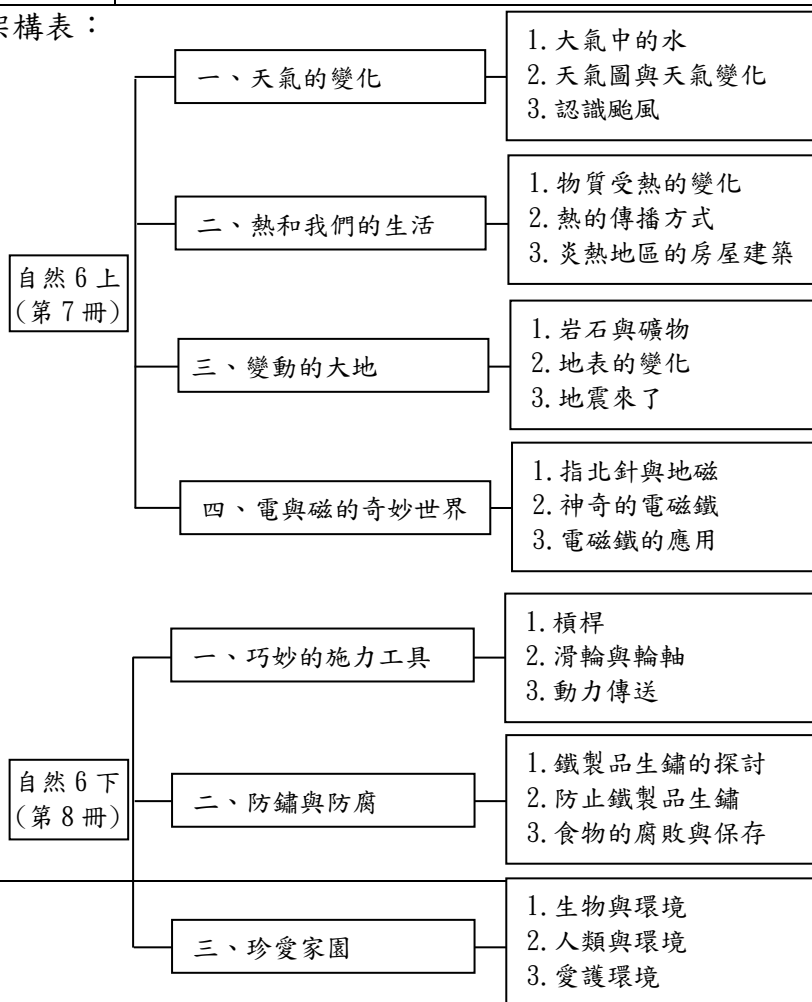 架構表：
自然 6 上
(第 7 冊)
一、天氣的變化
1.大氣中的水
2.天氣圖與天氣變化
3.認識颱風
二、熱和我們的生活
1.物質受熱的變化
2.熱的傳播方式
3.炎熱地區的房屋建築
三、變動的大地
1.岩石與礦物
2.地表的變化
3.地震來了
四、電與磁的奇妙世界
1.指北針與地磁
2.神奇的電磁鐵
3.電磁鐵的應用
自然 6 下
(第 8 冊)
一、巧妙的施力工具
1.槓桿
2.滑輪與輪軸
3.動力傳送
二、防鏽與防腐
1.鐵製品生鏽的探討
2.防止鐵製品生鏽
3.食物的腐敗與保存
三、珍愛家園
1.生物與環境
2.人類與環境
3.愛護環境